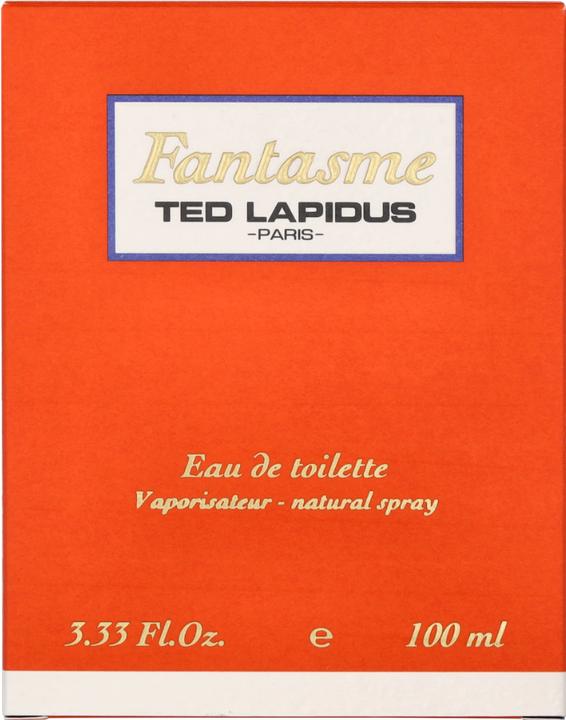 Fantasme
TED LAPIDUS
-PARIS-
Eau de toilette
Vaporisateur - natural spray
3.33 Fl.Oz. ℮ 100 ml